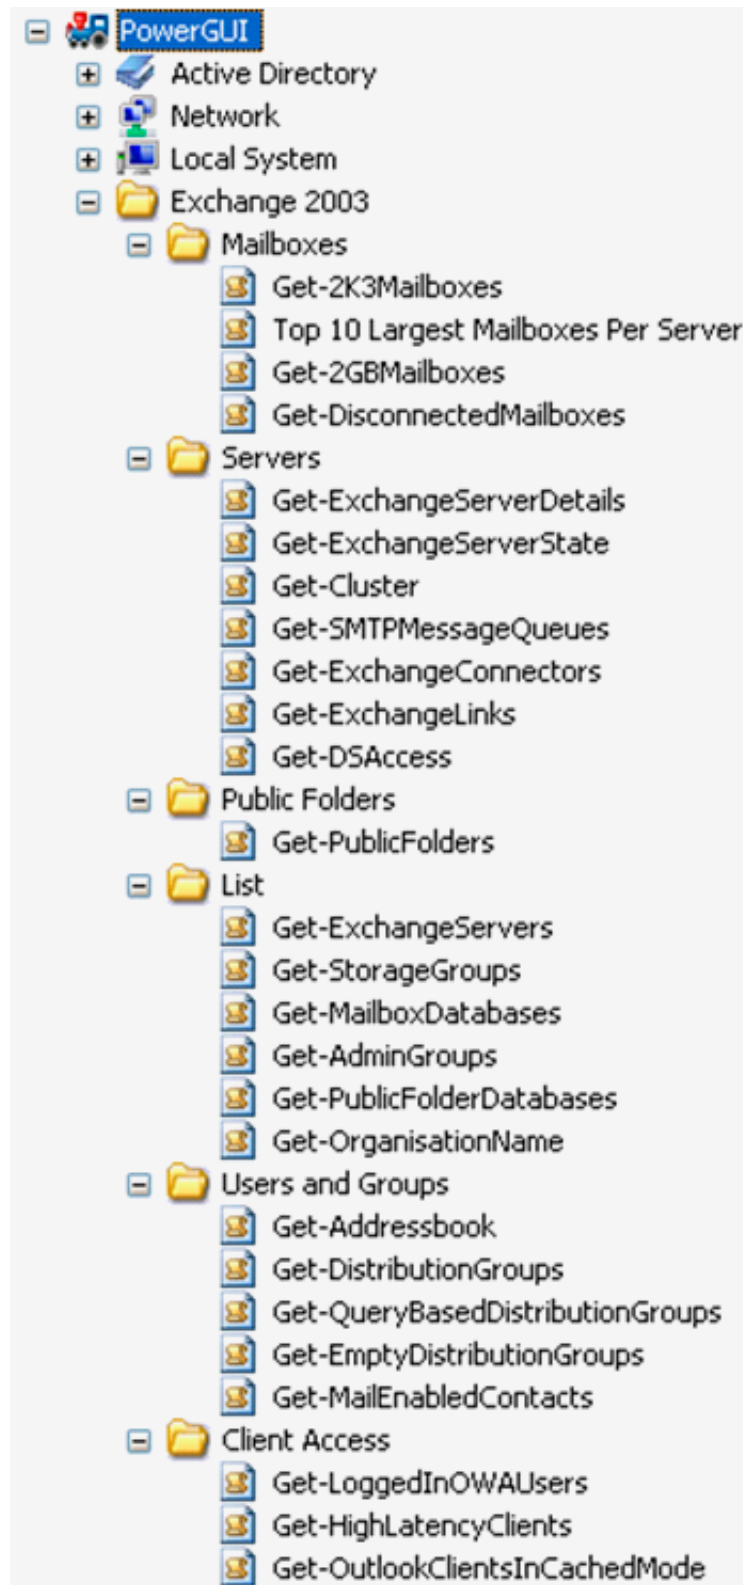 PowerGUI
Active Directory
Network
Local System
Exchange 2003
Mailboxes
Get-2K3Mailboxes
Top 10 Largest Mailboxes Per Server
Get-2GBMailboxes
Get-DisconnectedMailboxes
Servers
Get-ExchangeServerDetails
Get-ExchangeServerState
Get-Cluster
Get-SMTPMessageQueues
Get-ExchangeConnectors
Get-ExchangeLinks
Get-DSAccess
Public Folders
Get-PublicFolders
List
Get-ExchangeServers
Get-StorageGroups
Get-MailboxDatabases
Get-AdminGroups
Get-PublicFolderDatabases
Get-OrganisationName
Users and Groups
Get-Addressbook
Get-DistributionGroups
Get-QueryBasedDistributionGroups
Get-EmptyDistributionGroups
Get-MailEnabledContacts
Client Access
Get-LoggedInOWAUsers
Get-HighLatencyClients
Get-OutlookClientsInCachedMode